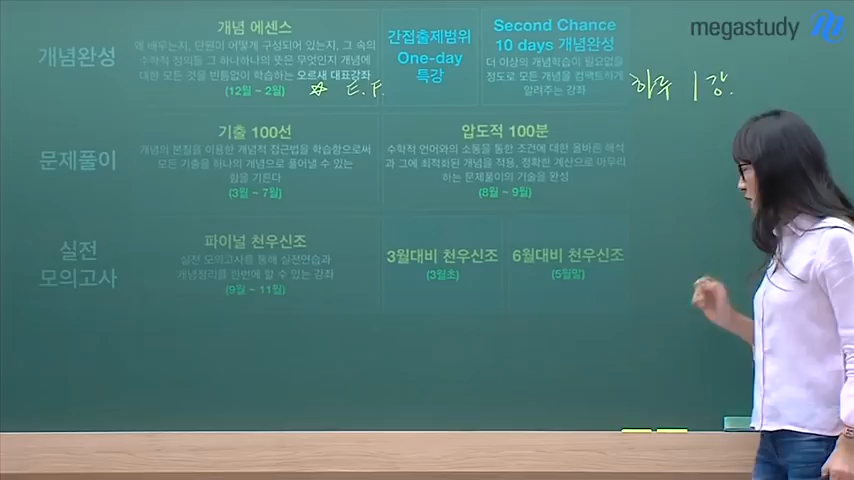 megastudy
개념완성
개념 에센스
왜 배우는지, 단원이 어떻게 구성되어 있는지, 그 속의
수학적 정의들 그 하나하나의 뜻은 무엇인지 개념에
대한 모든 것을 빈틈없이 학습하는 오르새 대표강좌
(12월 ~ 2월)
☆ E.F.
간접출제범위
One-day
특강
Second Chance
10 days 개념완성
더 이상의 개념학습이 필요없을
정도로 모든 개념을 컴팩트하게
알려주는 강좌
하루 1강.
문제풀이
기출 100선
개념의 본질을 이용한 개념적 접근법을 학습함으로써
모든 기출을 하나의 개념으로 풀어낼 수 있는
힘을 기른다
(3월 ~ 7월)
압도적 100분
수학적 언어와의 소통을 통한 조건에 대한 올바른 해석
과 그에 최적화된 개념을 적용, 정확한 계산으로 마무리
하는 문제풀이의 기술을 완성
(8월 ~ 9월)
실전
모의고사
파이널 천우신조
실전 모의고사를 통해 실전연습과
개념정리를 한번에 할 수 있는 강좌
(9월 ~ 11월)
3월대비 천우신조
(3월초)
6월대비 천우신조
(5월말)